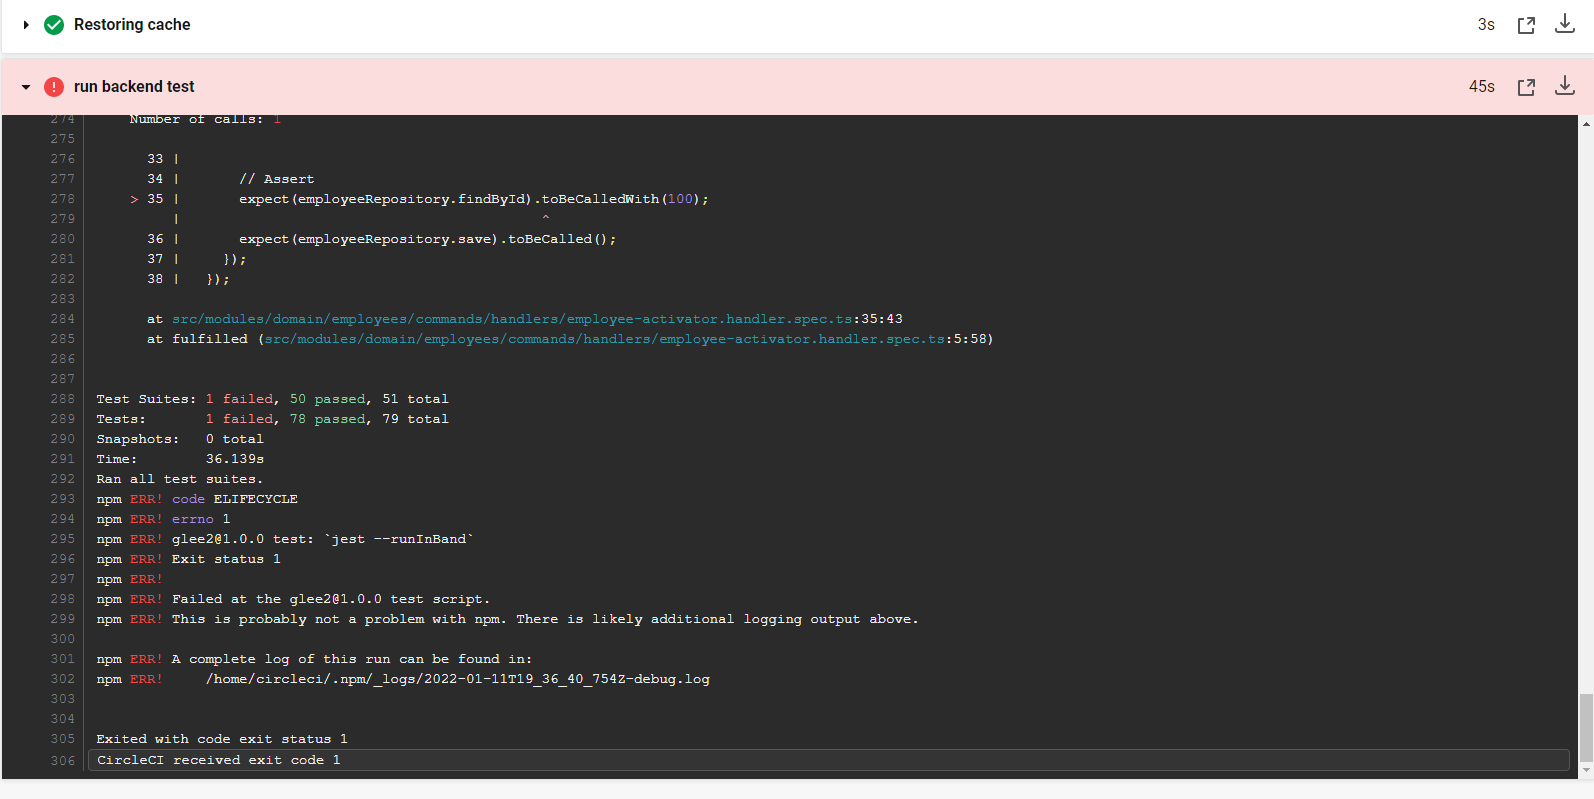 Restoring cache 3s
run backend test 45s
274 Number of calls: 1
275
276 33 |
277 34 | // Assert
278 > 35 | expect(employeeRepository.findById).toBeCalledWith(100);
279 | ^
280 36 | expect(employeeRepository.save).toBeCalled();
281 37 | });
282 38 | });
283
284 at src/modules/domain/employees/commands/handlers/employee-activator.handler.spec.ts:35:43
285 at fulfilled (src/modules/domain/employees/commands/handlers/employee-activator.handler.spec.ts:5:58)
286
287
288 Test Suites: 1 failed, 50 passed, 51 total
289 Tests: 1 failed, 78 passed, 79 total
290 Snapshots: 0 total
291 Time: 36.139s
292 Ran all test suites.
293 npm ERR! code ELIFECYCLE
294 npm ERR! errno 1
295 npm ERR! glee2@1.0.0 test: `jest --runInBand`
296 npm ERR! Exit status 1
297 npm ERR!
298 npm ERR! Failed at the glee2@1.0.0 test script.
299 npm ERR! This is probably not a problem with npm. There is likely additional logging output above.
300
301 npm ERR! A complete log of this run can be found in:
302 npm ERR! /home/circleci/.npm/_logs/2022-01-11T19_36_40_754Z-debug.log
303
304
305 Exited with code exit status 1
306 CircleCI received exit code 1